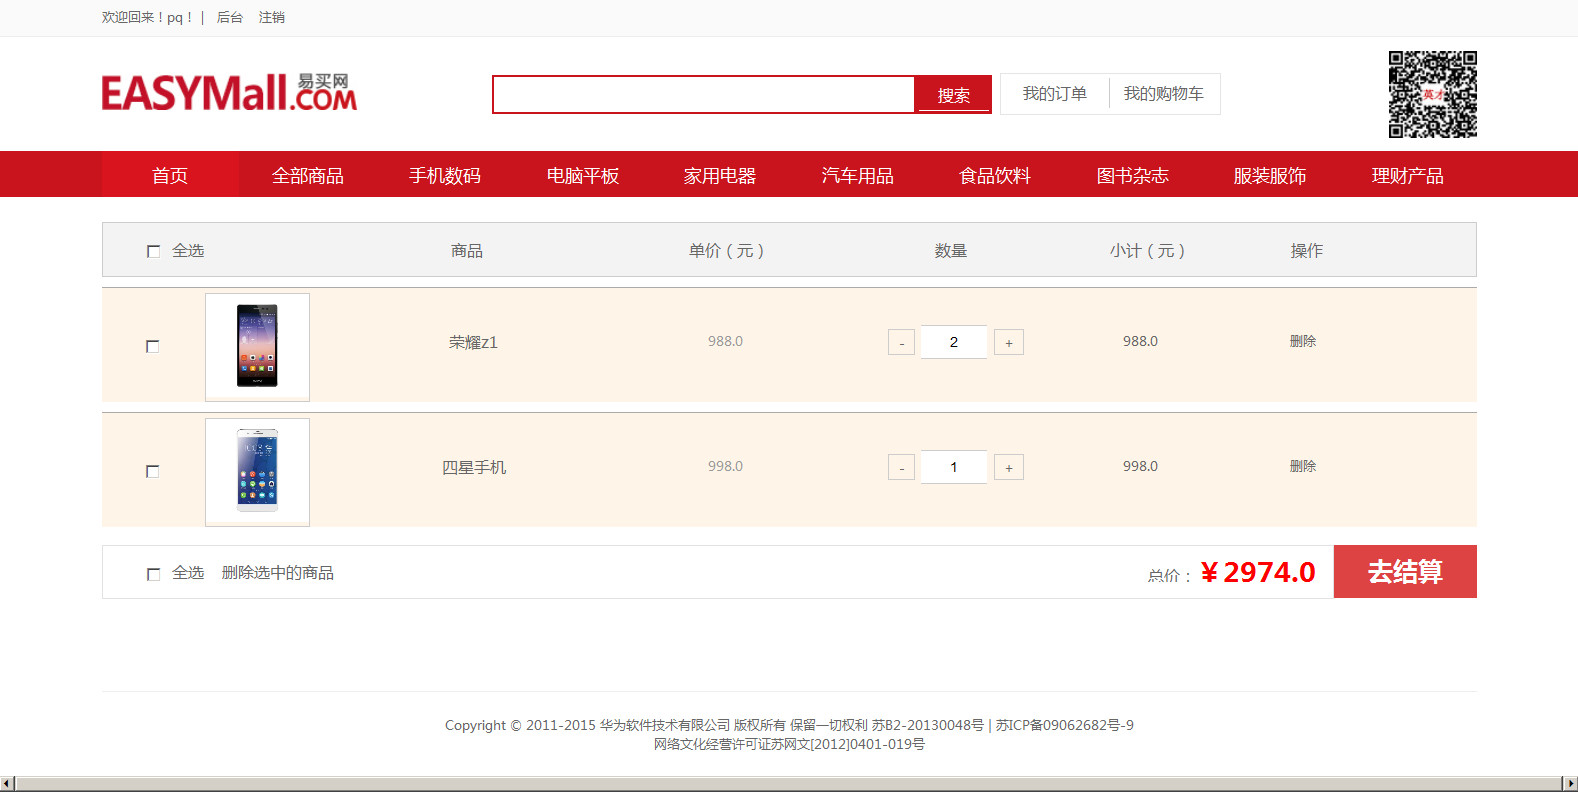 欢迎回来！pq！ | 后台 注销
EASYMall.COM 易买网
搜索 我的订单 我的购物车
英才
首页 全部商品 手机数码 电脑平板 家用电器 汽车用品 食品饮料 图书杂志 服装服饰 理财产品
全选 商品 单价（元） 数量 小计（元） 操作
荣耀z1 988.0 - 2 + 988.0 删除
四星手机 998.0 - 1 + 998.0 删除
全选 删除选中的商品 总价： ¥2974.0 去结算
Copyright © 2011-2015 华为软件技术有限公司 版权所有 保留一切权利 苏B2-20130048号 | 苏ICP备09062682号-9
网络文化经营许可证苏网文[2012]0401-019号